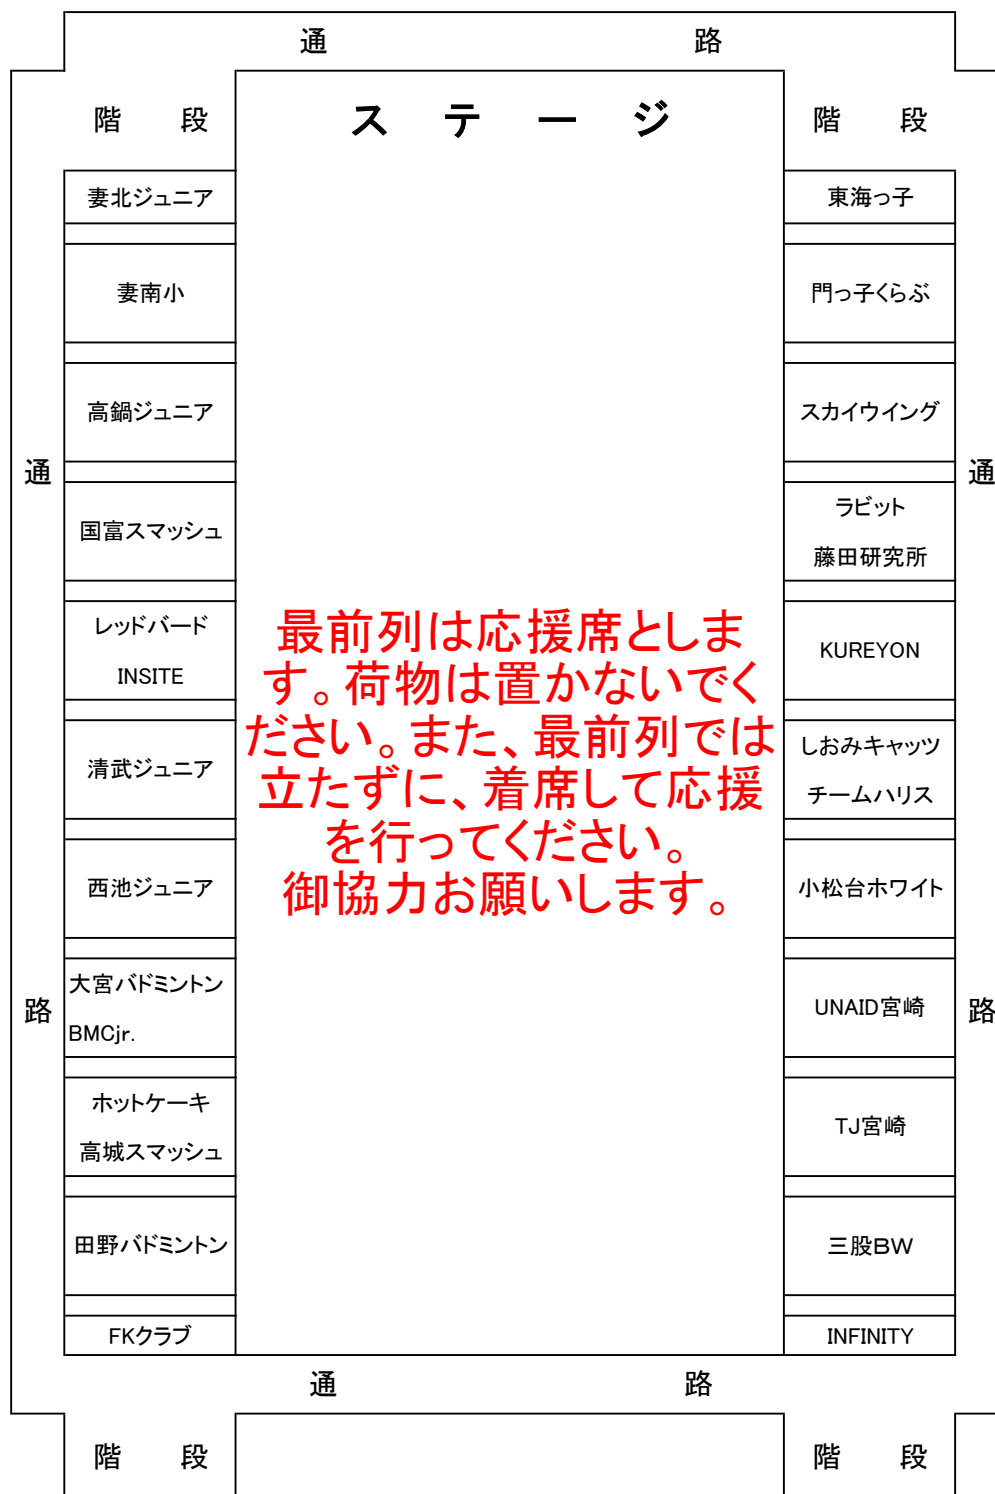 通　路
階　段
ステージ
階　段
妻北ジュニア
東海っ子
妻南小
門っ子くらぶ
高鍋ジュニア
スカイウイング
通
通
国富スマッシュ
ラビット
藤田研究所
レッドバード
INSITE
KUREYON
清武ジュニア
しおみキャッツ
チームハリス
西池ジュニア
小松台ホワイト
大宮バドミントン
BMCjr.
UNAID宮崎
路
路
ホットケーキ
高城スマッシュ
TJ宮崎
田野バドミントン
三股BW
FKクラブ
INFINITY
最前列は応援席としま
す。荷物は置かないでく
ださい。また、最前列では
立たずに、着席して応援
を行ってください。
御協力お願いします。
通　路
階　段
階　段